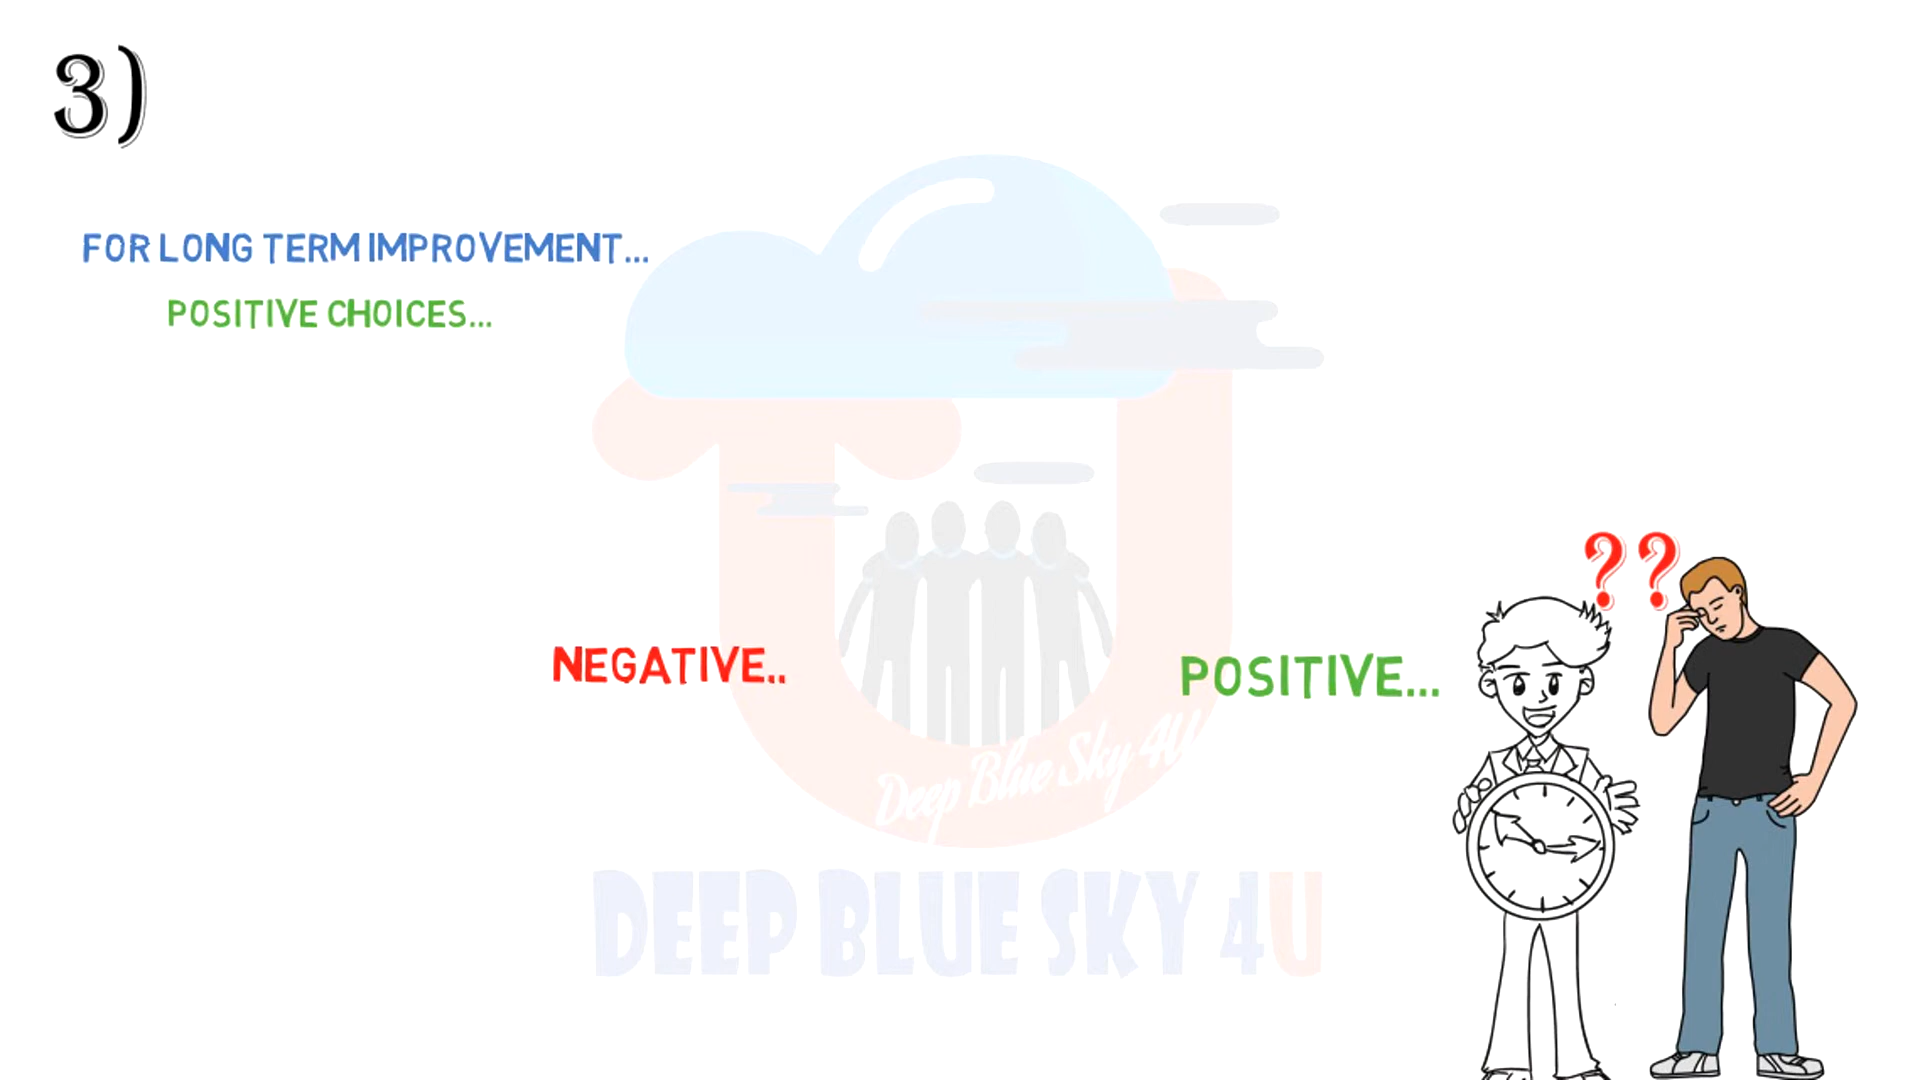 3)
FOR LONG TERM IMPROVEMENT...
POSITIVE CHOICES...
??
NEGATIVE..
POSITIVE...
Deep Blue Sky 4U
DEEP BLUE SKY 4U